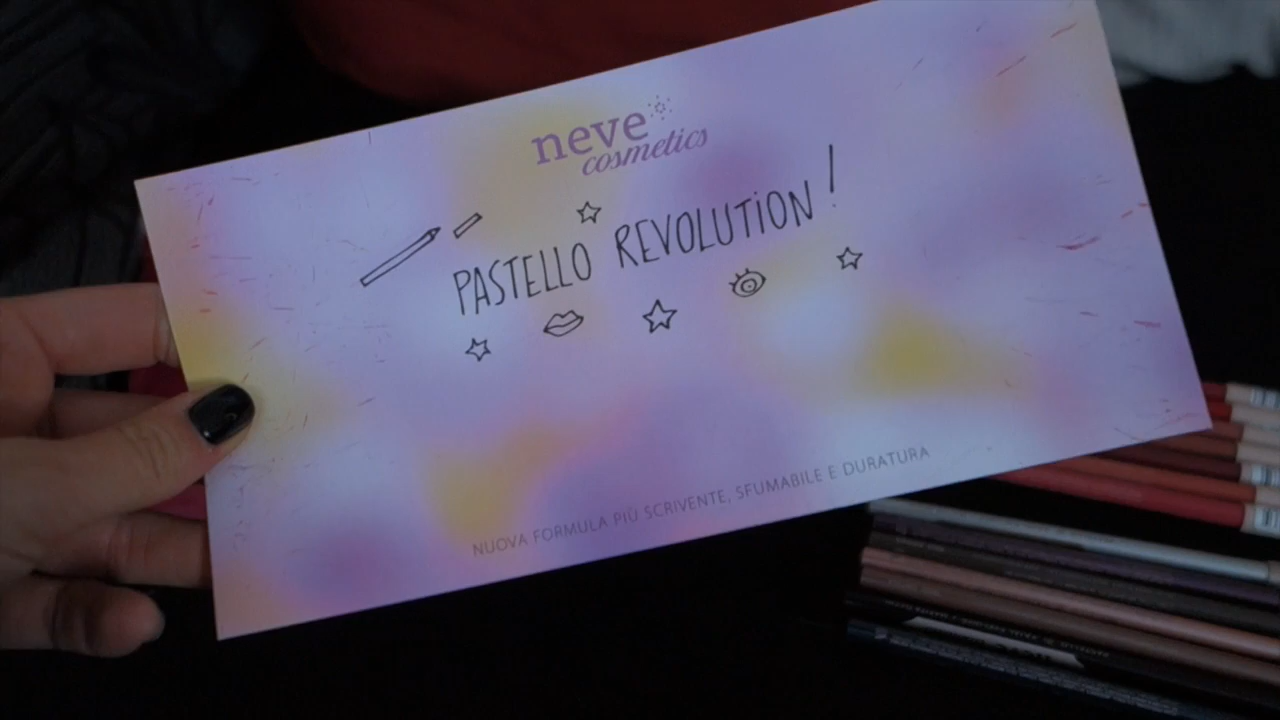 neve
cosmetics
PASTELLO REVOLUTION!
NUOVA FORMULA PIÙ SCRIVENTE, SFUMABILE E DURATURA